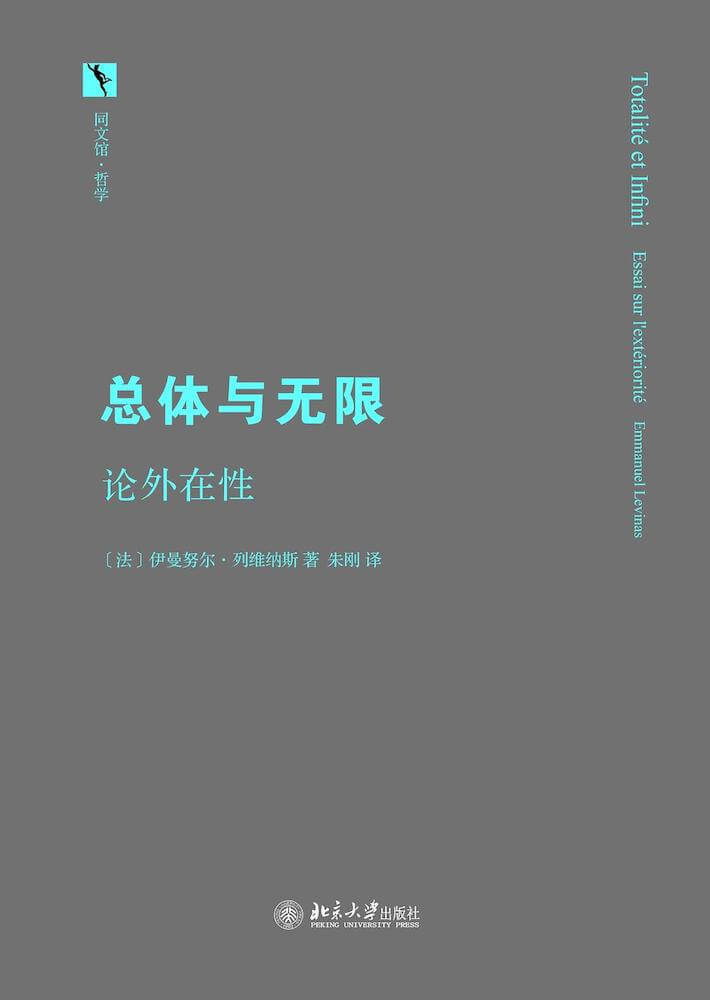 同文馆·哲学
Totalité et Infini Essai sur l'extériorité Emmanuel Levinas
总体与无限
论外在性
〔法〕伊曼努尔·列维纳斯 著 朱刚 译
北京大学出版社
PEKING UNIVERSITY PRESS